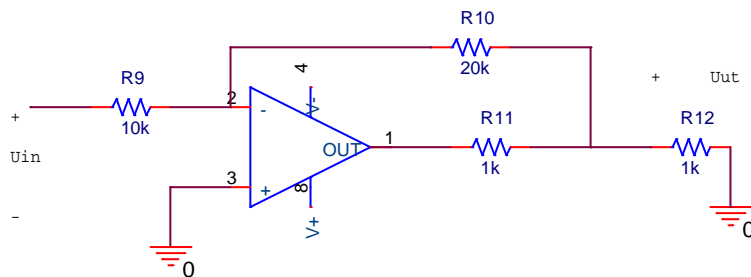 R10
20k
R9
10k
4
2
-
V-
R11
1k
+
Uut
R12
1k
+
Uin
-
OUT
1
3
+
8
V+
0
0